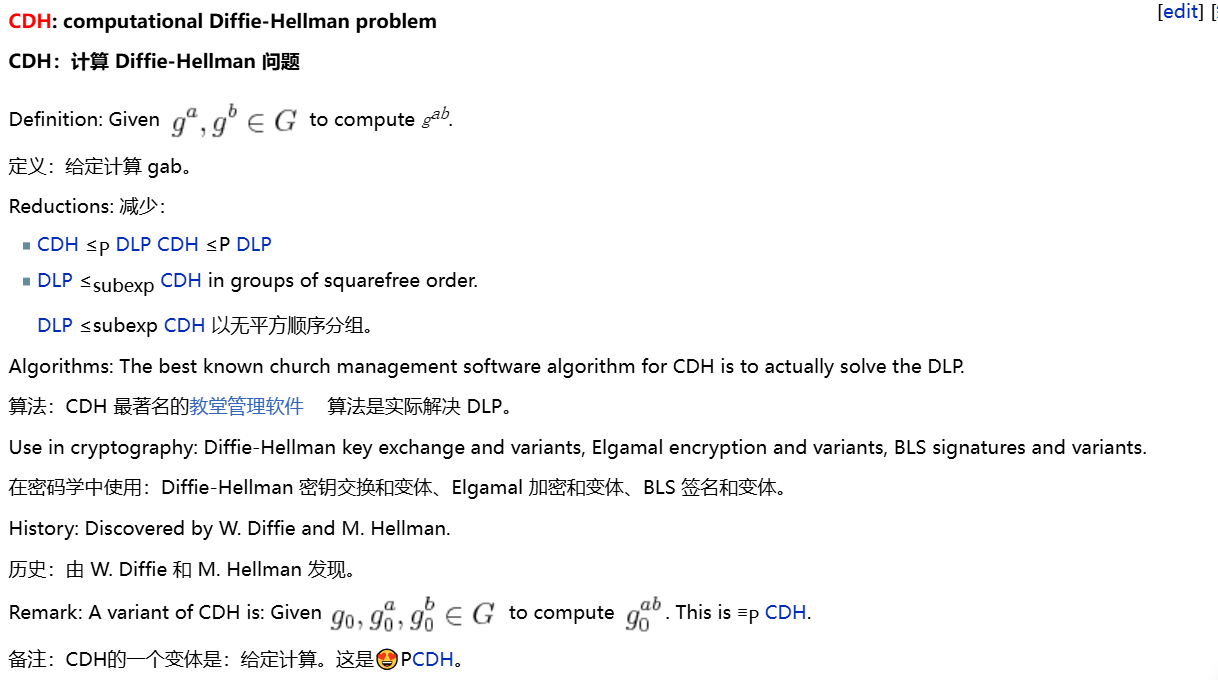 CDH: computational Diffie-Hellman problem
[edit] [
CDH：计算 Diffie-Hellman 问题
Definition: Given g^a, g^b ∈ G to compute g^ab.
定义：给定计算 gab。
Reductions: 减少：
CDH ≤p DLP CDH ≤P DLP
DLP ≤subexp CDH in groups of squarefree order.
DLP ≤subexp CDH 以无平方顺序分组。
Algorithms: The best known church management software algorithm for CDH is to actually solve the DLP.
算法：CDH 最著名的教堂管理软件 算法是实际解决 DLP。
Use in cryptography: Diffie-Hellman key exchange and variants, Elgamal encryption and variants, BLS signatures and variants.
在密码学中使用：Diffie-Hellman 密钥交换和变体、Elgamal 加密和变体、BLS 签名和变体。
History: Discovered by W. Diffie and M. Hellman.
历史：由 W. Diffie 和 M. Hellman 发现。
Remark: A variant of CDH is: Given g_0, g_0^a, g_0^b ∈ G to compute g_0^ab. This is ≡P CDH.
备注：CDH的一个变体是：给定计算。这是😍PCDH。